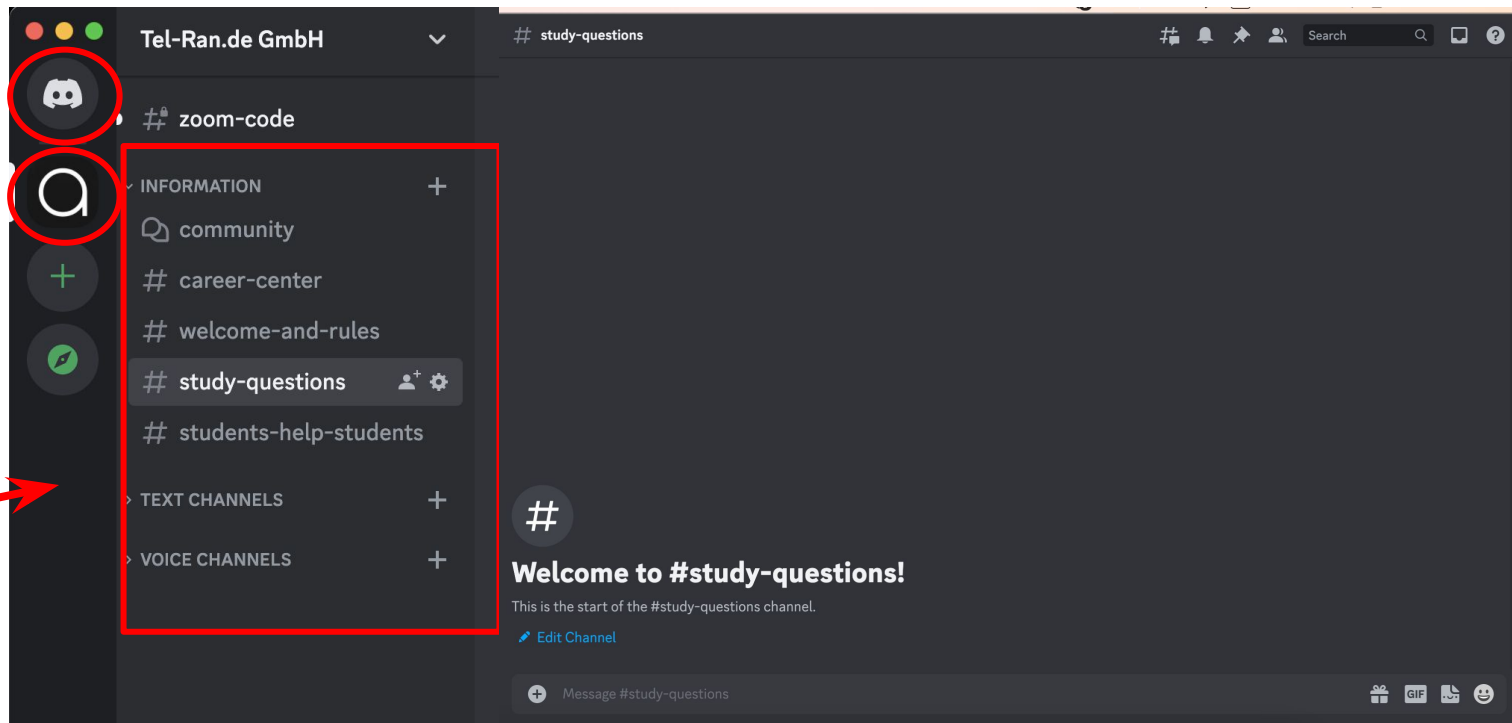 Tel-Ran.de GmbH
zoom-code
INFORMATION
community
career-center
welcome-and-rules
study-questions
students-help-students
TEXT CHANNELS
VOICE CHANNELS
# study-questions
Search
#
Welcome to #study-questions!
This is the start of the #study-questions channel.
Edit Channel
Message #study-questions
GIF